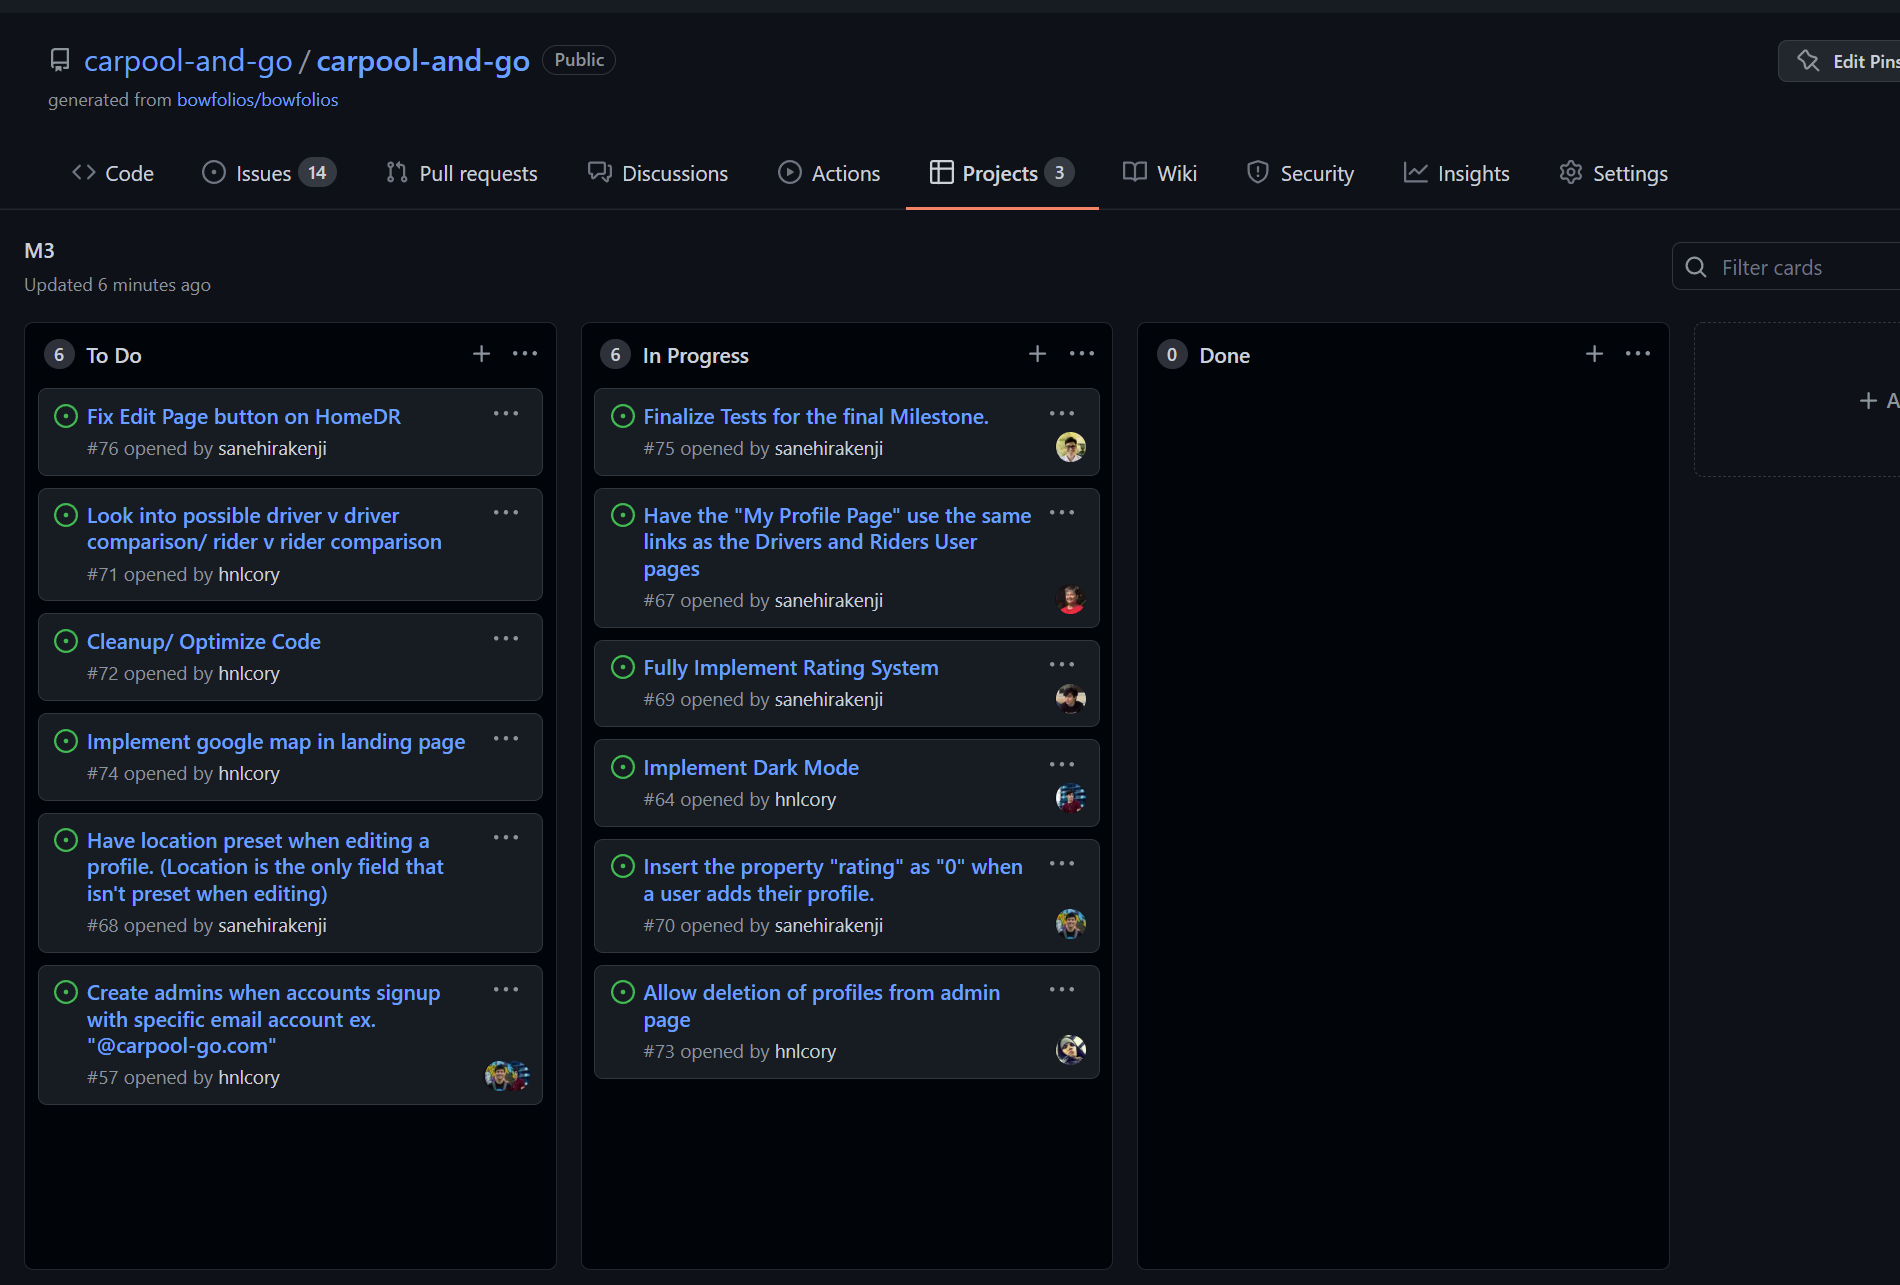 carpool-and-go / carpool-and-go Public
Edit Pins
generated from bowfolios/bowfolios
Code Issues 14 Pull requests Discussions Actions Projects 3 Wiki Security Insights Settings
M3
Updated 6 minutes ago
Filter cards
6 To Do
Fix Edit Page button on HomeDR
#76 opened by sanehirakenji
Look into possible driver v driver
comparison/ rider v rider comparison
#71 opened by hnlcory
Cleanup/ Optimize Code
#72 opened by hnlcory
Implement google map in landing page
#74 opened by hnlcory
Have location preset when editing a
profile. (Location is the only field that
isn't preset when editing)
#68 opened by sanehirakenji
Create admins when accounts signup
with specific email account ex.
"@carpool-go.com"
#57 opened by hnlcory
6 In Progress
Finalize Tests for the final Milestone.
#75 opened by sanehirakenji
Have the "My Profile Page" use the same
links as the Drivers and Riders User
pages
#67 opened by sanehirakenji
Fully Implement Rating System
#69 opened by sanehirakenji
Implement Dark Mode
#64 opened by hnlcory
Insert the property "rating" as "0" when
a user adds their profile.
#70 opened by sanehirakenji
Allow deletion of profiles from admin
page
#73 opened by hnlcory
0 Done